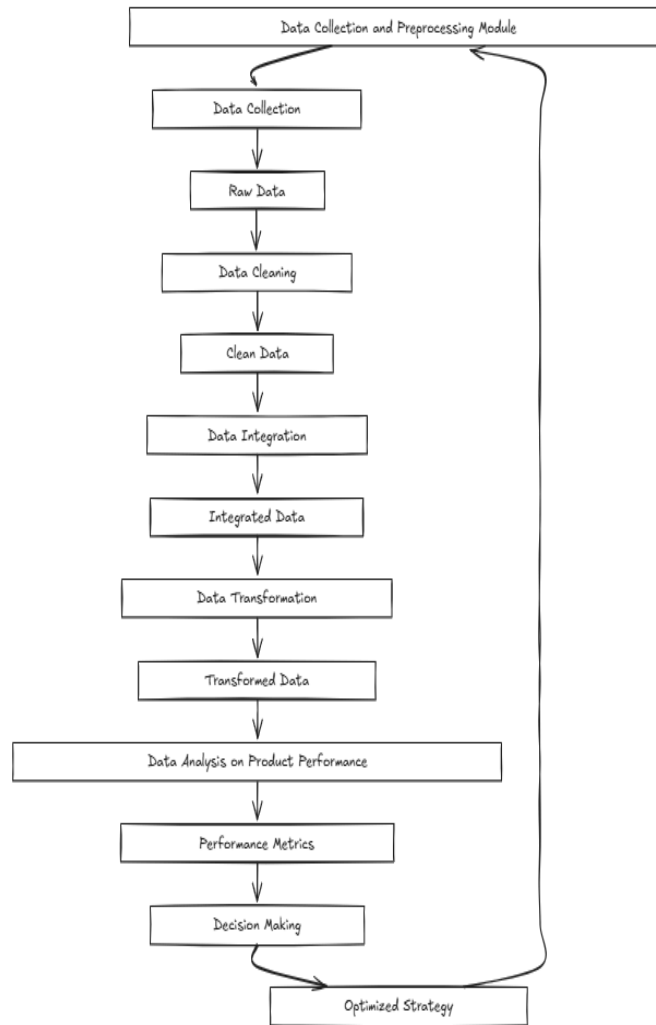 Data Collection and Preprocessing Module
Data Collection
Raw Data
Data Cleaning
Clean Data
Data Integration
Integrated Data
Data Transformation
Transformed Data
Data Analysis on Product Performance
Performance Metrics
Decision Making
Optimized Strategy